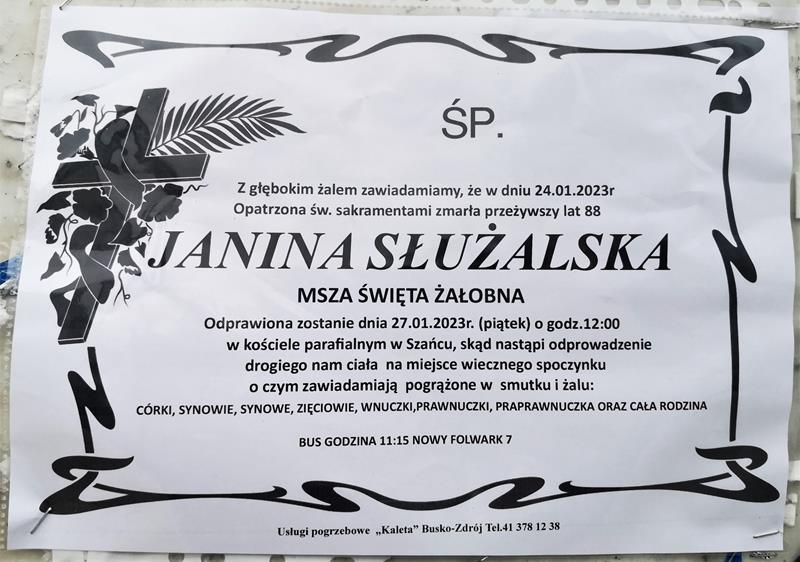 ŚP.
Z głębokim żalem zawiadamiamy, że w dniu 24.01.2023r
Opatrzona św. sakramentami zmarła przeżywszy lat 88
JANINA SŁUŻALSKA
MSZA ŚWIĘTA ŻAŁOBNA
Odprawiona zostanie dnia 27.01.2023r. (piątek) o godz.12:00
w kościele parafialnym w Szańcu, skąd nastąpi odprowadzenie
drogiego nam ciała na miejsce wiecznego spoczynku
o czym zawiadamiają pogrążone w smutku i żalu:
CÓRKI, SYNOWIE, SYNOWE, ZIĘCIOWIE, WNUCZKI,PRAWNUCZKI, PRAPRAWNUCZKA ORAZ CAŁA RODZINA
BUS GODZINA 11:15 NOWY FOLWARK 7
Usługi pogrzebowe „Kaleta” Busko-Zdrój Tel.41 378 12 38